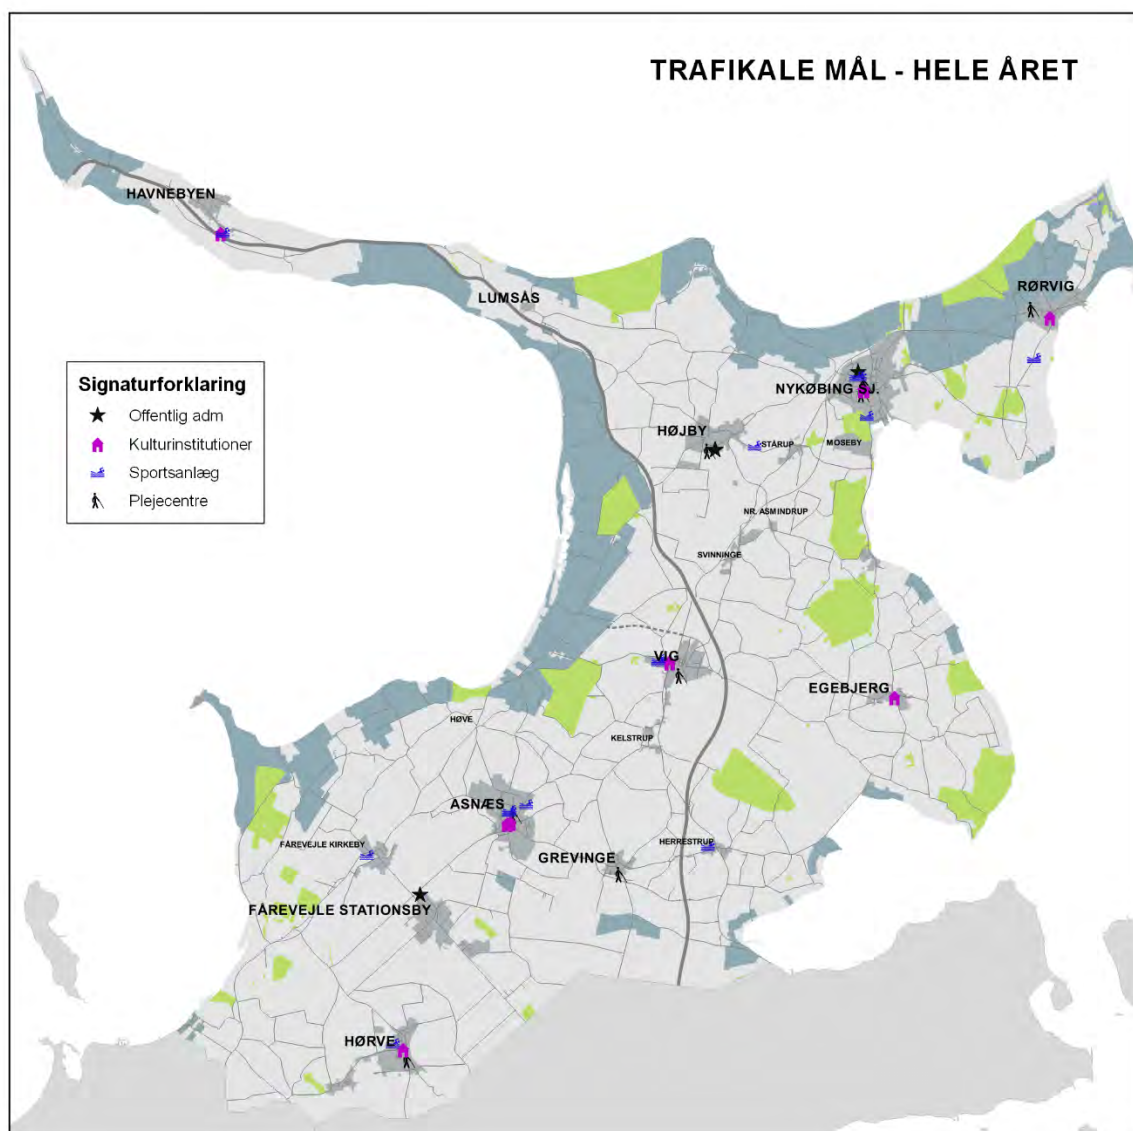 TRAFIKALE MÅL - HELE ÅRET
HAVNEBYEN
LUMSÅS
RØRVIG
Signaturforklaring
Offentlig adm
Kulturinstitutioner
Sportsanlæg
Plejecentre
NYKØBING SJ.
HØJBY
STÅRUP
MOSEBY
NR. ASMINDRUP
SVINNINGE
VIG
EGEBJERG
HØVE
KELSTRUP
ASNÆS
FÅREVEJLE KIRKEBY
GREVINGE
HERRESTRUP
FÅREVEJLE STATIONSBY
HØRVE